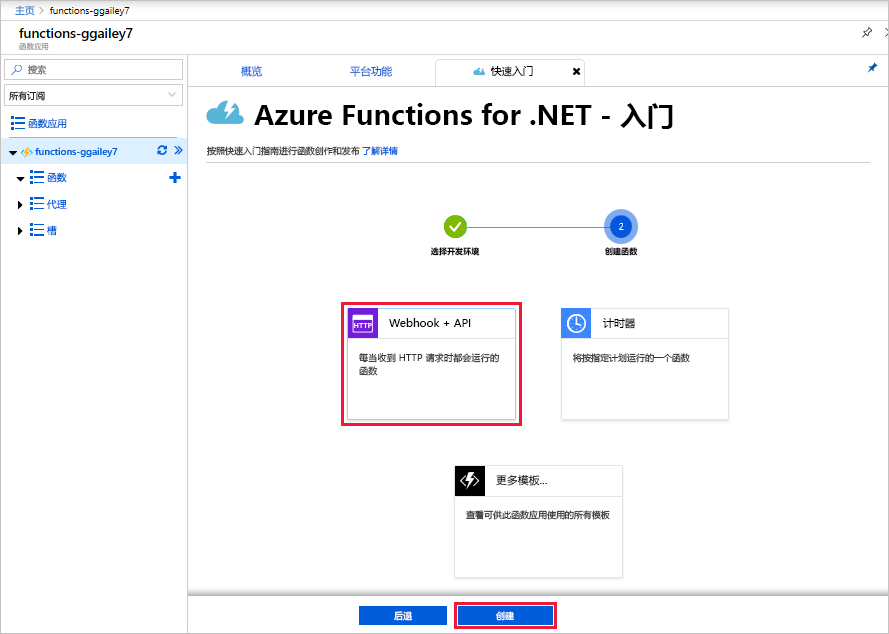 主页 > functions-ggailey7
functions-ggailey7
函数应用
搜索
所有订阅
函数应用
functions-ggailey7
函数
代理
槽
概览
平台功能
快速入门
Azure Functions for .NET - 入门
按照快速入门指南进行函数创作和发布 了解详情
2
选择开发环境
创建函数
HTTP
Webhook + API
每当收到 HTTP 请求时都会运行的
函数
计时器
将按指定计划运行的一个函数
更多模板...
查看可供此函数应用使用的所有模板
后退
创建